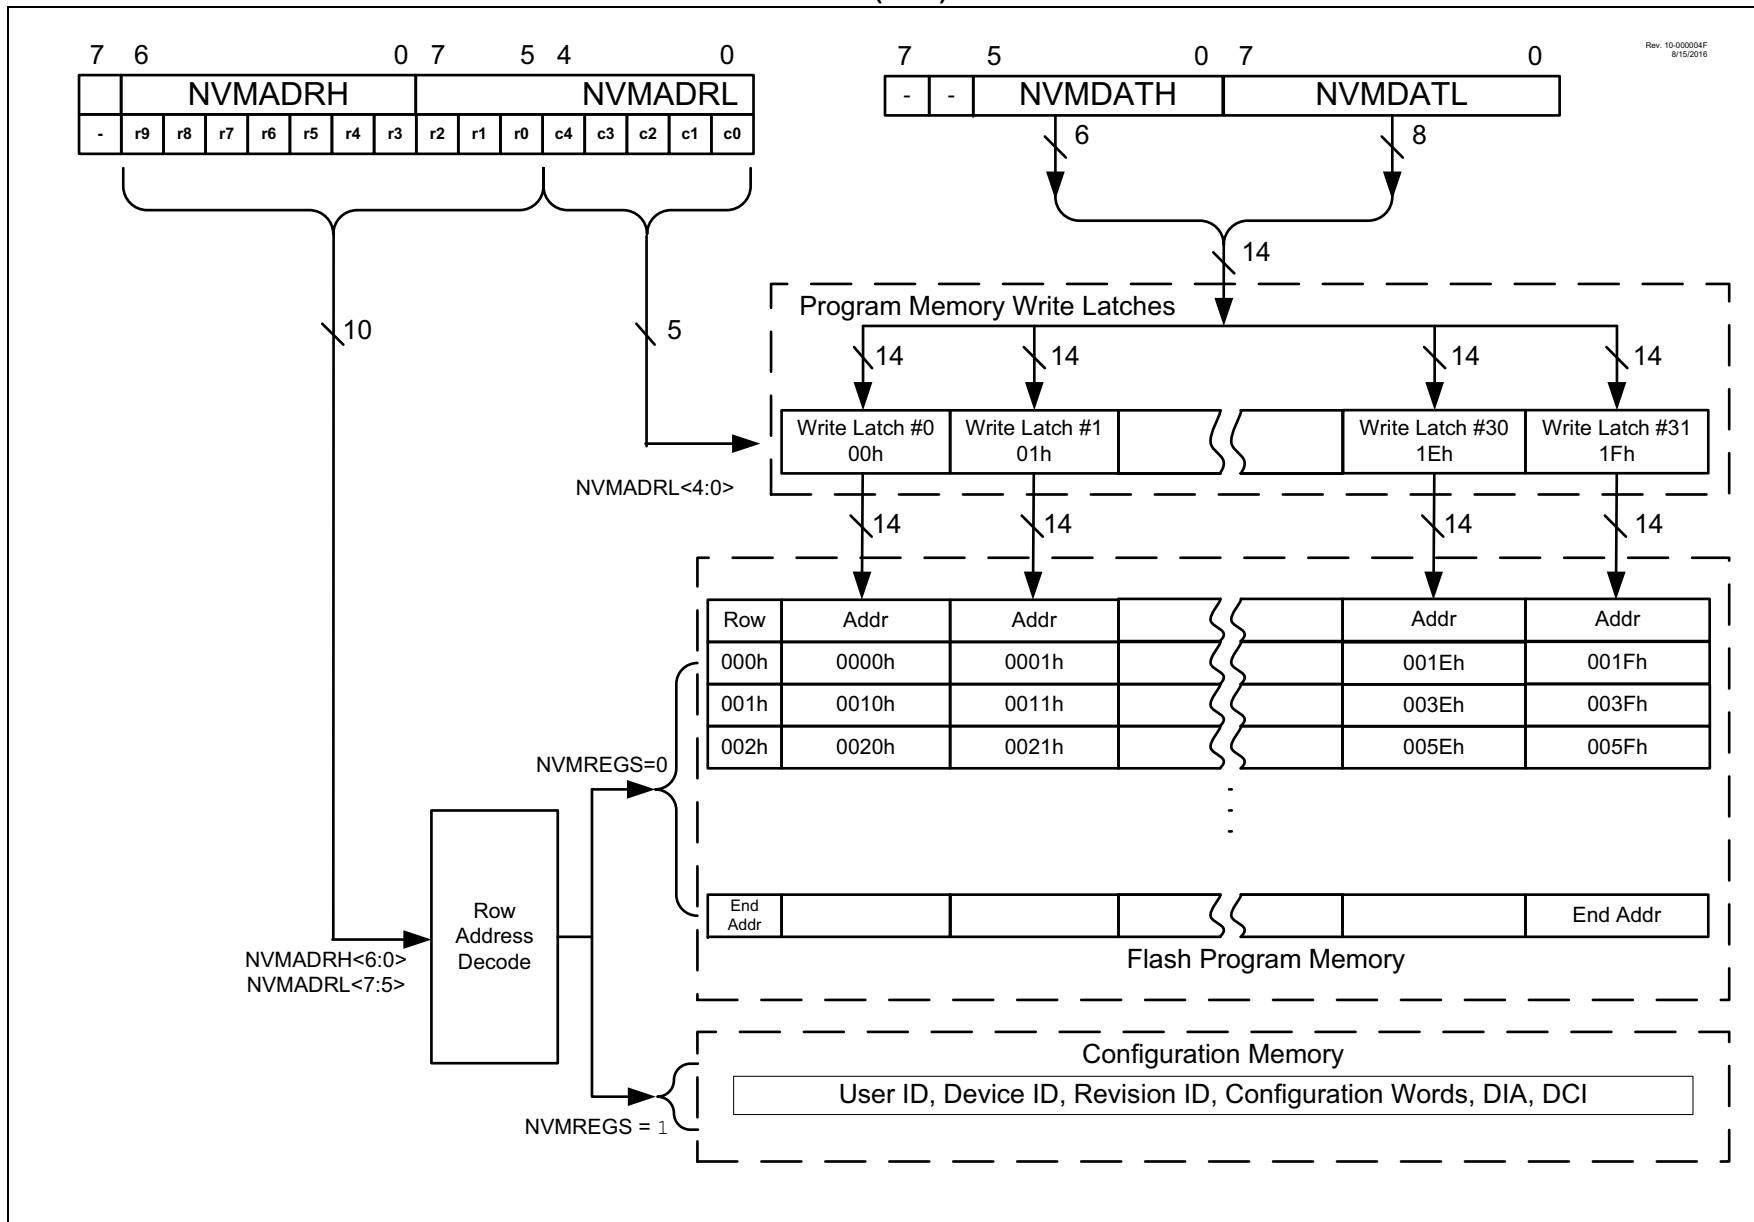 7 6 0 7 5 4 0
7 5 0 7 0
Rev. 10-000004F
8/15/2016
NVMADRH NVMADRL
- - NVMDATH NVMDATL
- r9 r8 r7 r6 r5 r4 r3 r2 r1 r0 c4 c3 c2 c1 c0
6 8
14
Program Memory Write Latches
10 5
14 14 14 14
Write Latch #0 Write Latch #1 Write Latch #30 Write Latch #31
00h 01h 1Eh 1Fh
NVMADRL<4:0>
14 14 14 14
Row Addr Addr Addr Addr
000h 0000h 0001h 001Eh 001Fh
001h 0010h 0011h 003Eh 003Fh
002h 0020h 0021h 005Eh 005Fh
NVMREGS=0
End
Addr
End Addr
Row
Address
Decode
NVMADRH<6:0>
NVMADRL<7:5>
Flash Program Memory
Configuration Memory
User ID, Device ID, Revision ID, Configuration Words, DIA, DCI
NVMREGS = 1